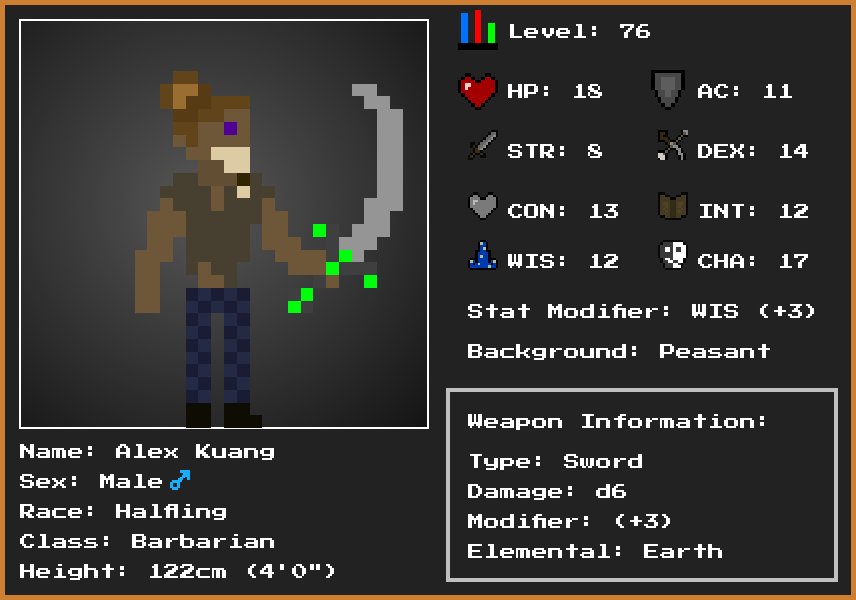 Level: 76
HP: 18
AC: 11
STR: 8
DEX: 14
CON: 13
INT: 12
WIS: 12
CHA: 17
Stat Modifier: WIS (+3)
Background: Peasant
Weapon Information:
Type: Sword
Damage: d6
Modifier: (+3)
Elemental: Earth
Name: Alex Kuang
Sex: Male ♂
Race: Halfling
Class: Barbarian
Height: 122cm (4'0")